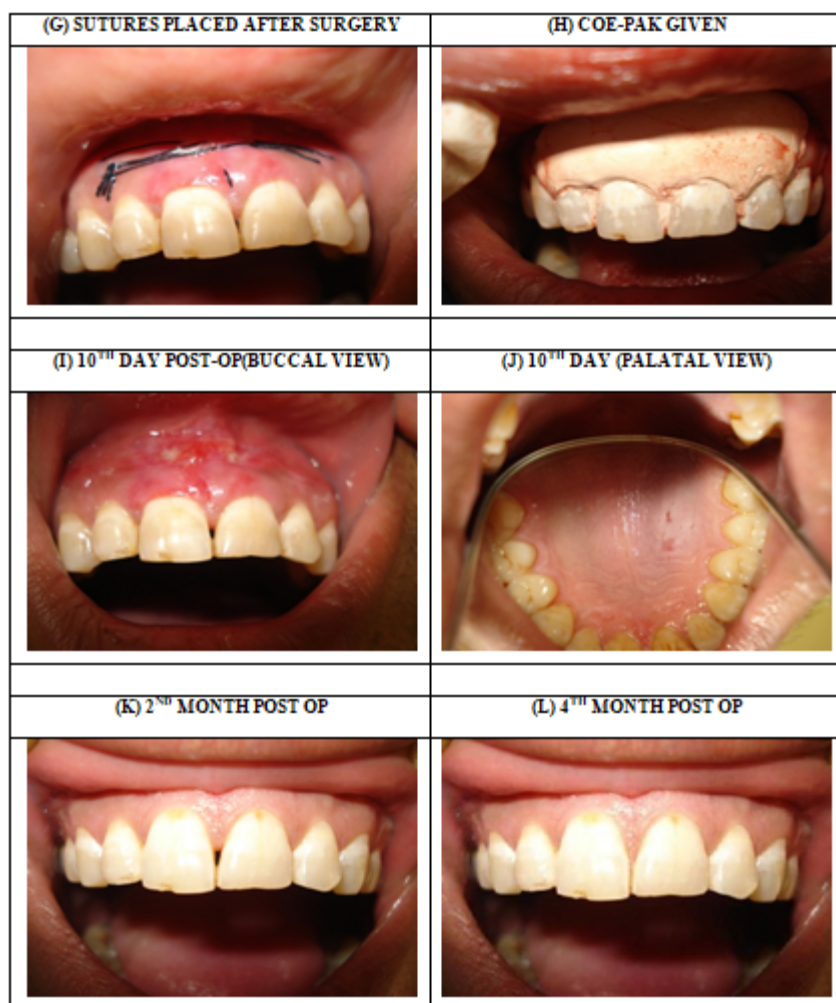 (G) SUTURES PLACED AFTER SURGERY
(H) COE-PAK GIVEN
(I) 10TH DAY POST-OP(BUCCAL VIEW)
(J) 10TH DAY (PALATAL VIEW)
(K) 2ND MONTH POST OP
(L) 4TH MONTH POST OP